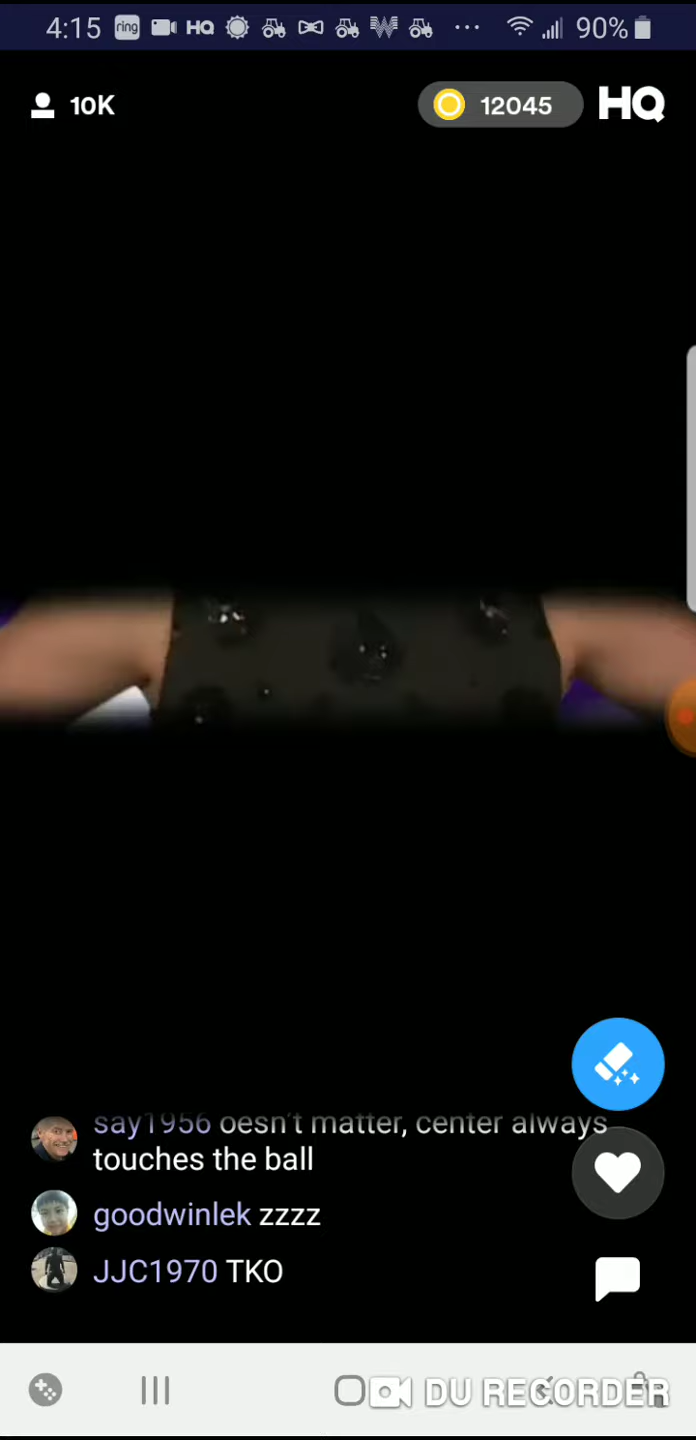 4:15 ring HQ 90%
10K 12045 HQ
say1956 oesn't matter, center always
touches the ball
goodwinlek zzzz
JJC1970 TKO
DU RECORDER